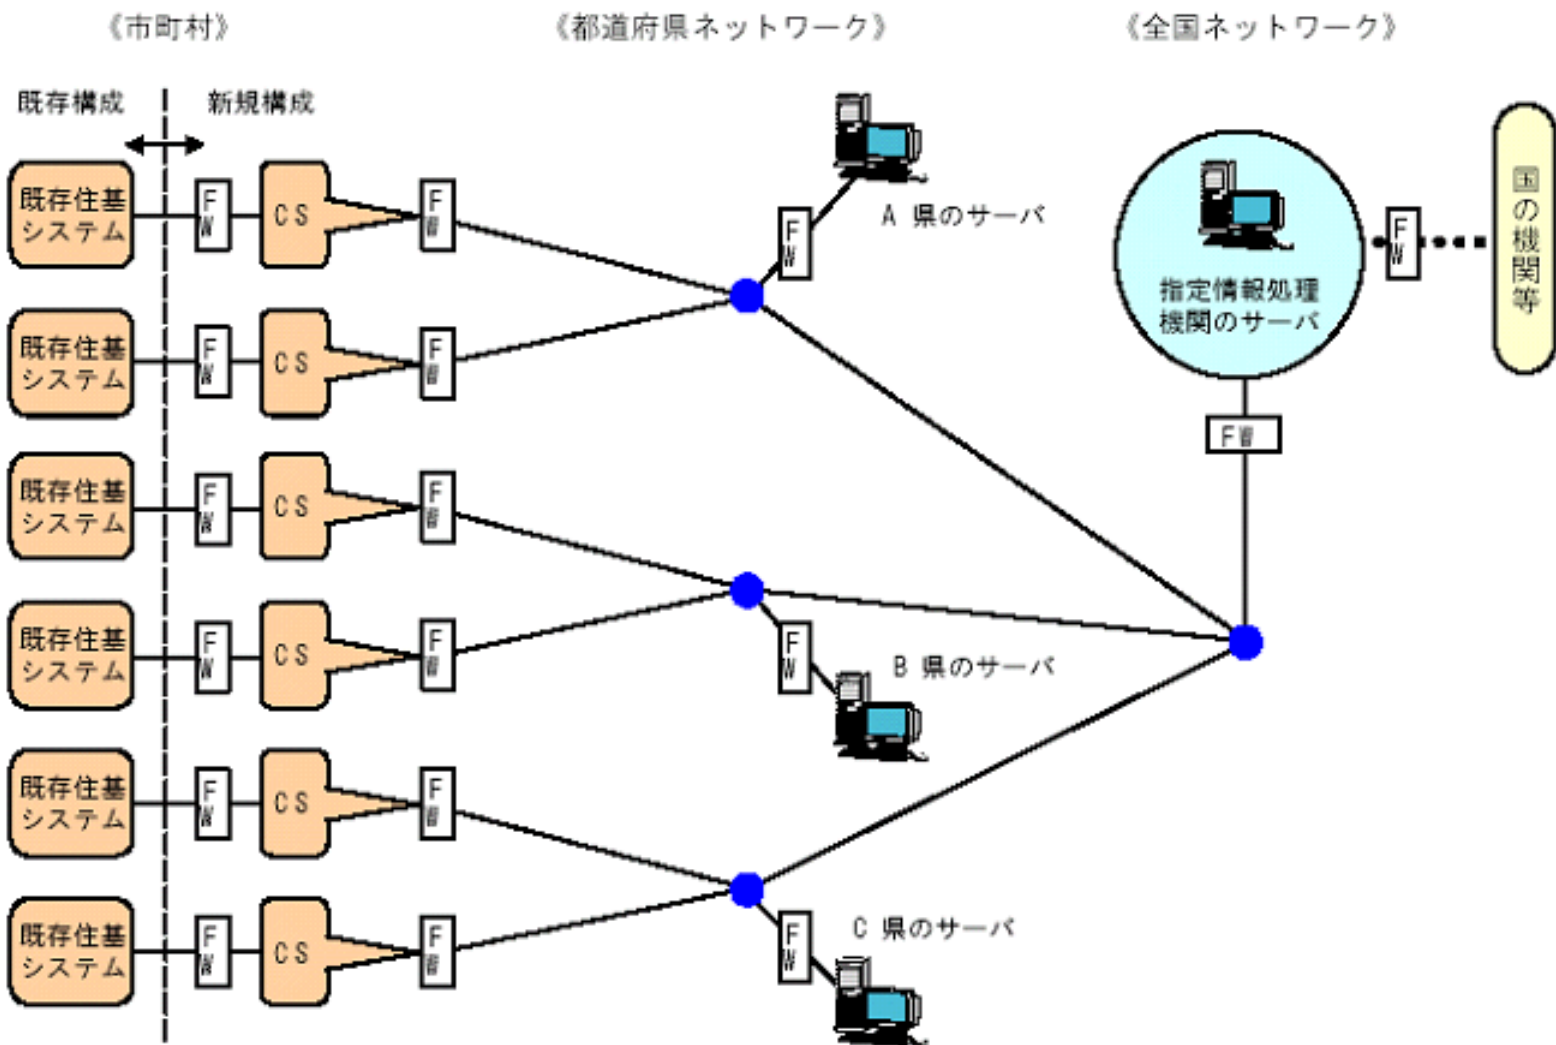 《市町村》
《都道府県ネットワーク》
《全国ネットワーク》
既存構成
新規構成
既存住基
システム
FW
CS
FW
既存住基
システム
FW
CS
FW
既存住基
システム
FW
CS
FW
既存住基
システム
FW
CS
FW
既存住基
システム
FW
CS
FW
既存住基
システム
FW
CS
FW
FW
A 県のサーバ
FW
B 県のサーバ
FW
C 県のサーバ
指定情報処理
機関のサーバ
FW
FW
国の機関等